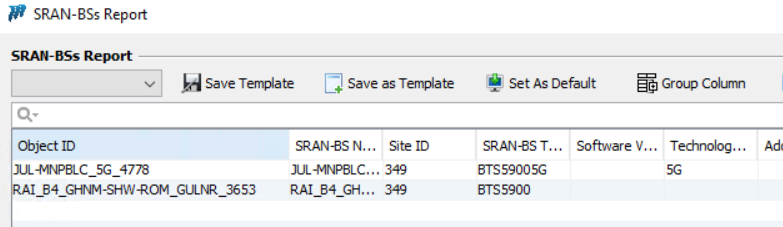 SRAN-BSs Report
SRAN-BSs Report
Save Template Save as Template Set As Default Group Column
Object ID SRAN-BS N... Site ID SRAN-BS T... Software V... Technolog... Ad
JUL-MNPBLC_5G_4778 JUL-MNPBLC... 349 BTS59005G 5G
RAI_B4_GHNM-SHW-ROM_GULNR_3653 RAI_B4_GH... 349 BTS5900